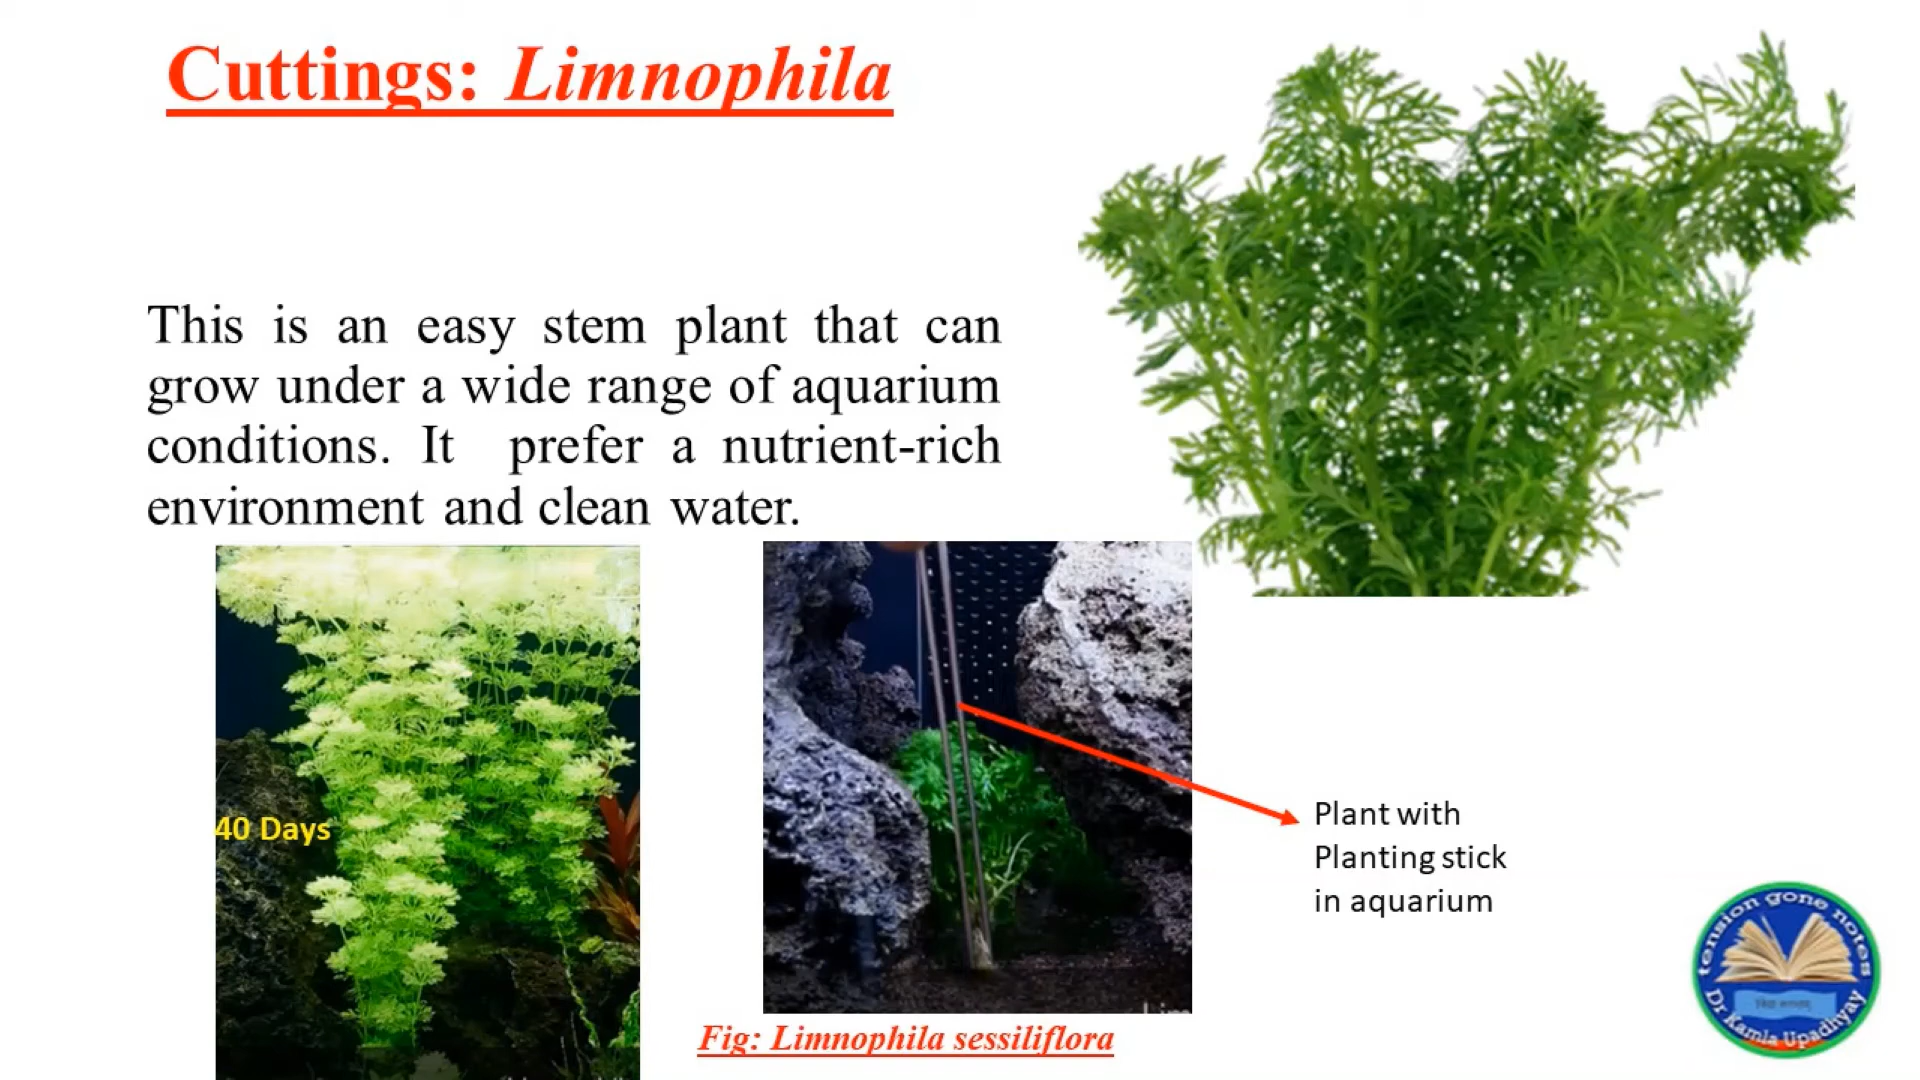 Cuttings: Limnophila
This is an easy stem plant that can
grow under a wide range of aquarium
conditions. It prefer a nutrient-rich
environment and clean water.
40 Days
Plant with
Planting stick
in aquarium
Fig: Limnophila sessiliflora
tension gone notes
Dr Kamla Upadhyay